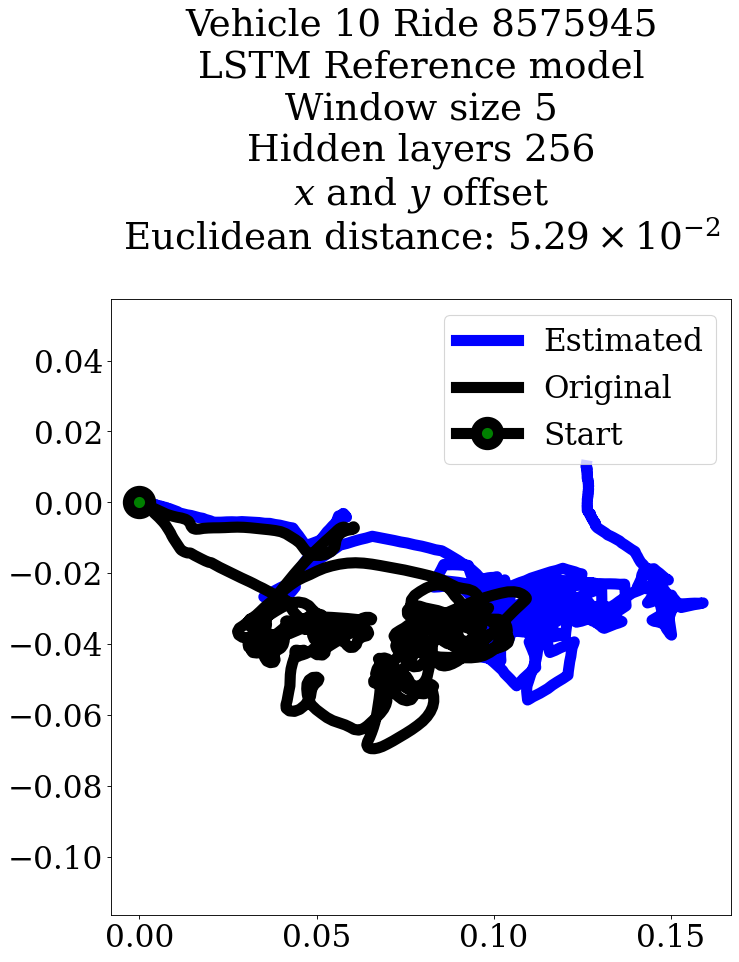 Vehicle 10 Ride 8575945
LSTM Reference model
Window size 5
Hidden layers 256
x and y offset
Euclidean distance: 5.29 × 10⁻²
Estimated
Original
Start
0.04
0.02
0.00
−0.02
−0.04
−0.06
−0.08
−0.10
0.00 0.05 0.10 0.15